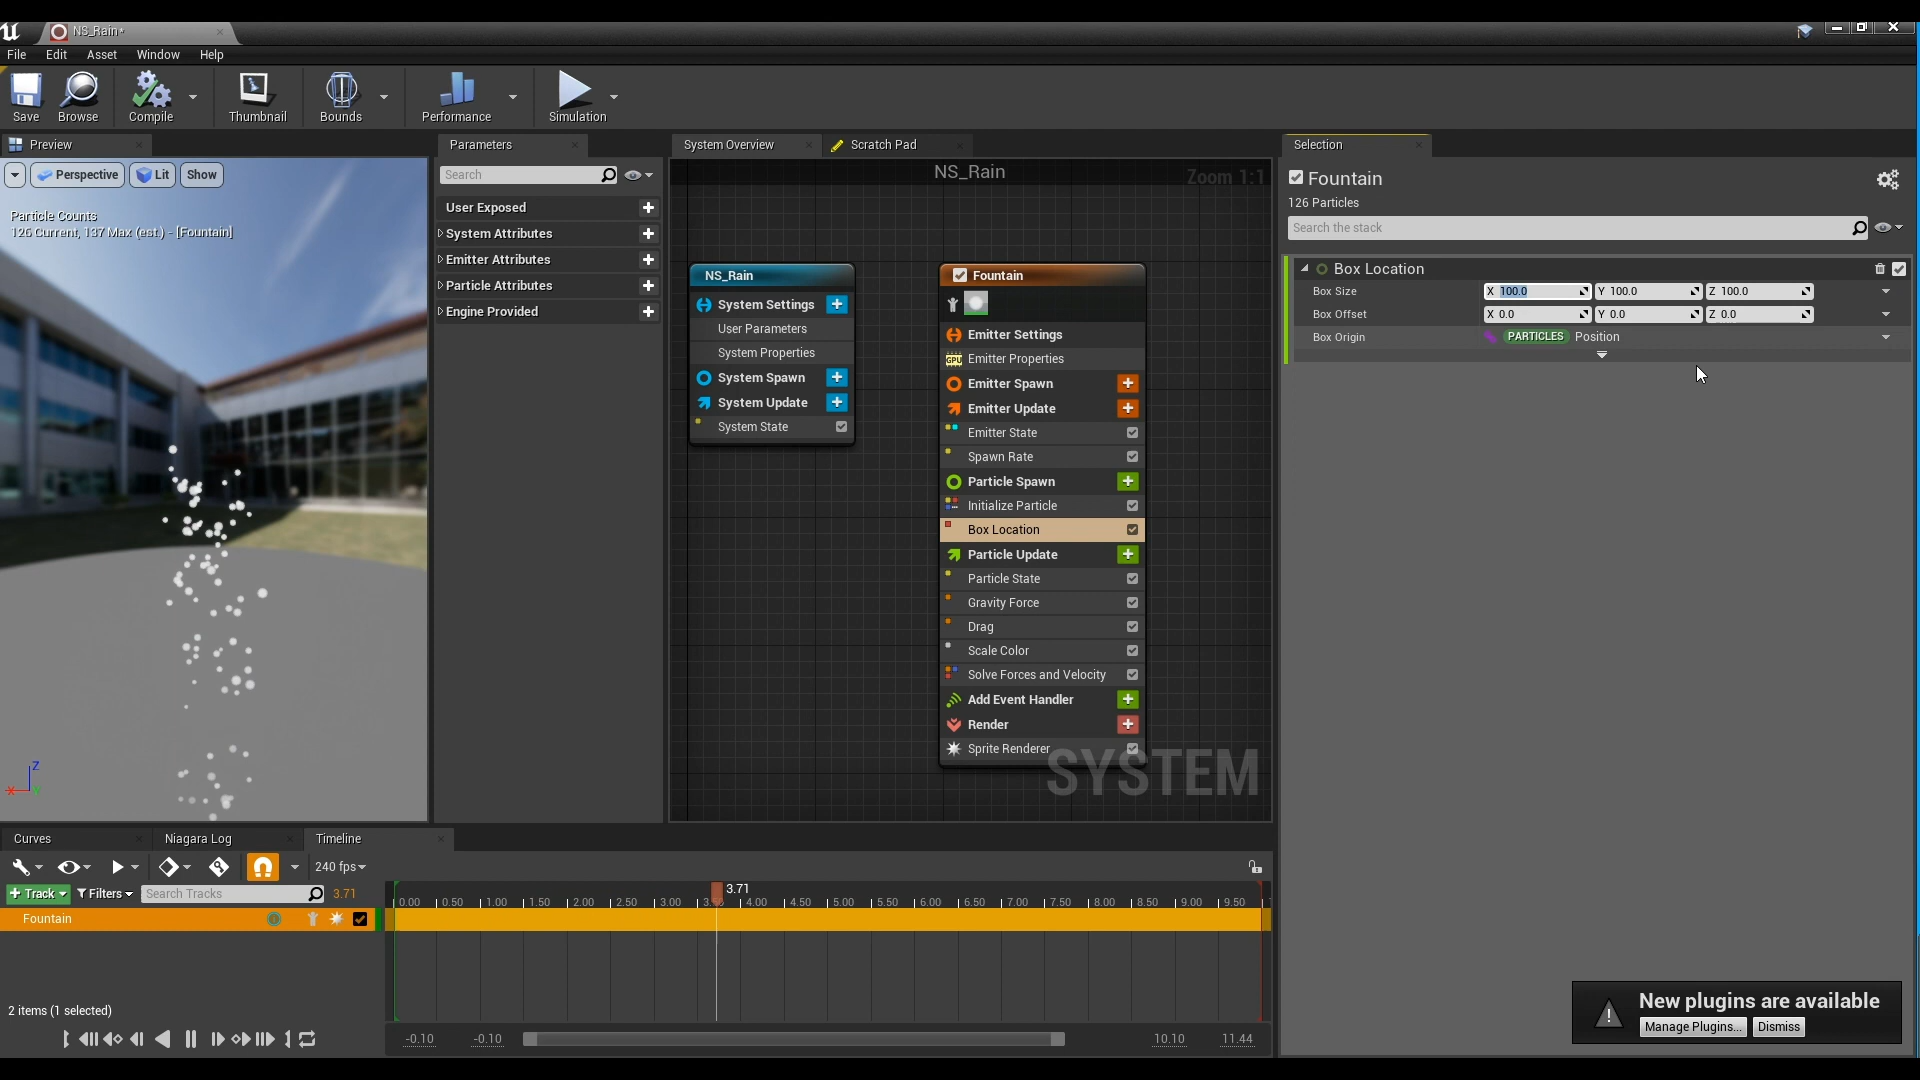 NS_Rain*
File Edit Asset Window Help
Save Browse Compile Thumbnail Bounds Performance Simulation
Preview
Perspective Lit Show
Particle Counts
126 Current, 137 Max (est.) - [Fountain]
Z
X
Parameters
Search
User Exposed
System Attributes
Emitter Attributes
Particle Attributes
Engine Provided
System Overview Scratch Pad
NS_Rain
Zoom 1:1
NS_Rain
System Settings
User Parameters
System Properties
System Spawn
System Update
System State
Fountain
Emitter Settings
GPU Emitter Properties
Emitter Spawn
Emitter Update
Emitter State
Spawn Rate
Particle Spawn
Initialize Particle
Box Location
Particle Update
Particle State
Gravity Force
Drag
Scale Color
Solve Forces and Velocity
Add Event Handler
Render
Sprite Renderer
SYSTEM
Selection
Fountain
126 Particles
Search the stack
Box Location
Box Size X 100.0 Y 100.0 Z 100.0
Box Offset X 0.0 Y 0.0 Z 0.0
Box Origin PARTICLES Position
Curves Niagara Log Timeline
240 fps
+ Track Filters Search Tracks 3.71
3.71
0.00 0.50 1.00 1.50 2.00 2.50 3.00 4.00 4.50 5.00 5.50 6.00 6.50 7.00 7.50 8.00 8.50 9.00 9.50
Fountain
2 items (1 selected)
-0.10 -0.10 10.10 11.44
New plugins are available
Manage Plugins... Dismiss